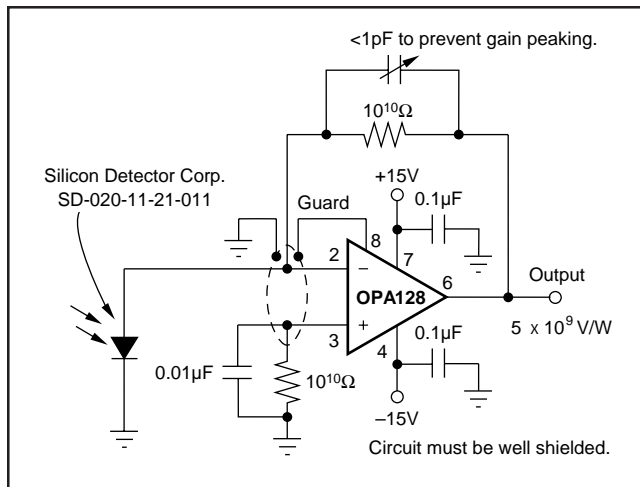 <1pF to prevent gain peaking.
10¹⁰Ω
Silicon Detector Corp.
SD-020-11-21-011
+15V
0.1µF
Guard
8
7
2
–
OPA128
6
Output
5 x 10⁹ V/W
+
3
4
0.1µF
0.01µF
10¹⁰Ω
–15V
Circuit must be well shielded.